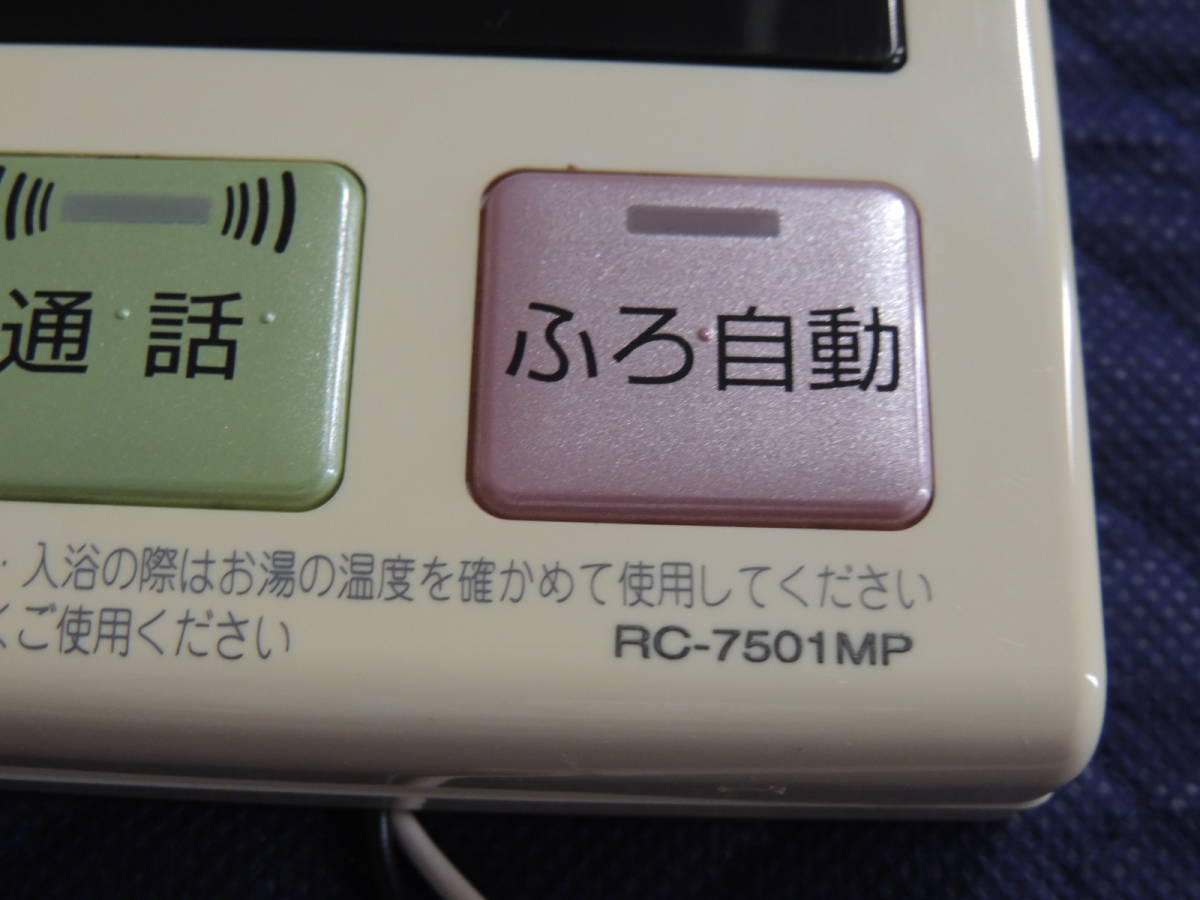 通話
ふろ自動
・入浴の際はお湯の温度を確かめて使用してください
くご使用ください
RC-7501MP